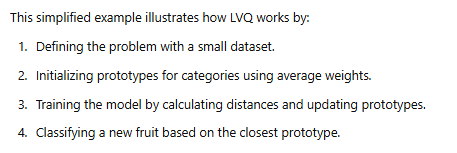 This simplified example illustrates how LVQ works by:
1. Defining the problem with a small dataset.
2. Initializing prototypes for categories using average weights.
3. Training the model by calculating distances and updating prototypes.
4. Classifying a new fruit based on the closest prototype.